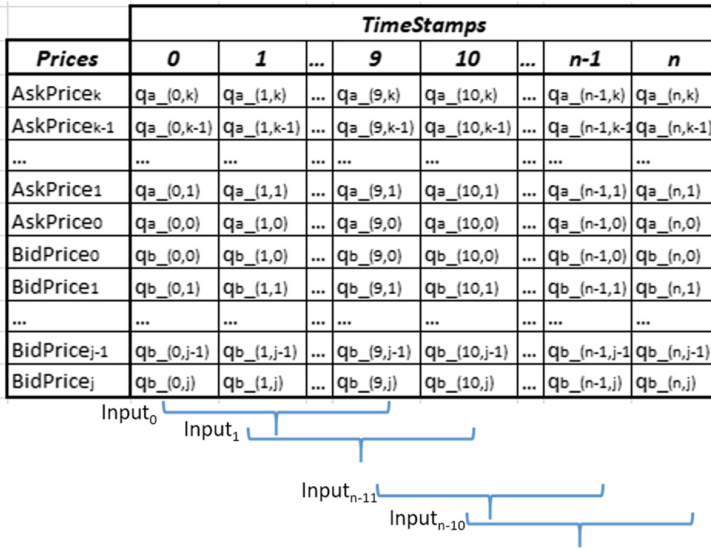 TimeStamps
Prices 0 1 ... 9 10 ... n-1 n
AskPricek qa_(0,k) qa_(1,k) ... qa_(9,k) qa_(10,k) ... qa_(n-1,k) qa_(n,k)
AskPricek-1 qa_(0,k-1) qa_(1,k-1) ... qa_(9,k-1) qa_(10,k-1) ... qa_(n-1,k-1 qa_(n,k-1)
... ... ... ... ... ... ... ... ...
AskPrice1 qa_(0,1) qa_(1,1) ... qa_(9,1) qa_(10,1) ... qa_(n-1,1) qa_(n,1)
AskPrice0 qa_(0,0) qa_(1,0) ... qa_(9,0) qa_(10,0) ... qa_(n-1,0) qa_(n,0)
BidPrice0 qb_(0,0) qb_(1,0) ... qb_(9,0) qb_(10,0) ... qb_(n-1,0) qb_(n,0)
BidPrice1 qb_(0,1) qb_(1,1) ... qb_(9,1) qb_(10,1) ... qb_(n-1,1) qb_(n,1)
... ... ... ... ... ... ... ... ...
BidPricej-1 qb_(0,j-1) qb_(1,j-1) ... qb_(9,j-1) qb_(10,j-1) ... qb_(n-1,j-1 qb_(n,j-1)
BidPricej qb_(0,j) qb_(1,j) ... qb_(9,j) qb_(10,j) ... qb_(n-1,j) qb_(n,j)
Input0
Input1
Inputn-11
Inputn-10